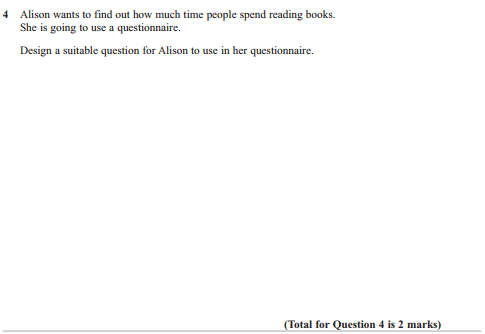 4 Alison wants to find out how much time people spend reading books.
She is going to use a questionnaire.
Design a suitable question for Alison to use in her questionnaire.
(Total for Question 4 is 2 marks)